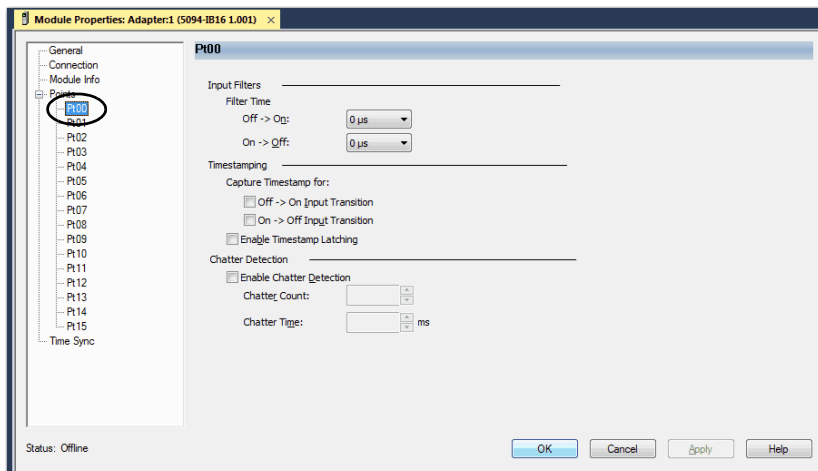 Module Properties: Adapter:1 (5094-IB16 1.001) ×
General
Connection
Module Info
Points
Pt00
Pt01
Pt02
Pt03
Pt04
Pt05
Pt06
Pt07
Pt08
Pt09
Pt10
Pt11
Pt12
Pt13
Pt14
Pt15
Time Sync
Pt00
Input Filters
Filter Time
Off -> On: 0 µs
On -> Off: 0 µs
Timestamping
Capture Timestamp for:
Off -> On Input Transition
On -> Off Input Transition
Enable Timestamp Latching
Chatter Detection
Enable Chatter Detection
Chatter Count:
Chatter Time: ms
Status: Offline
OK Cancel Apply Help